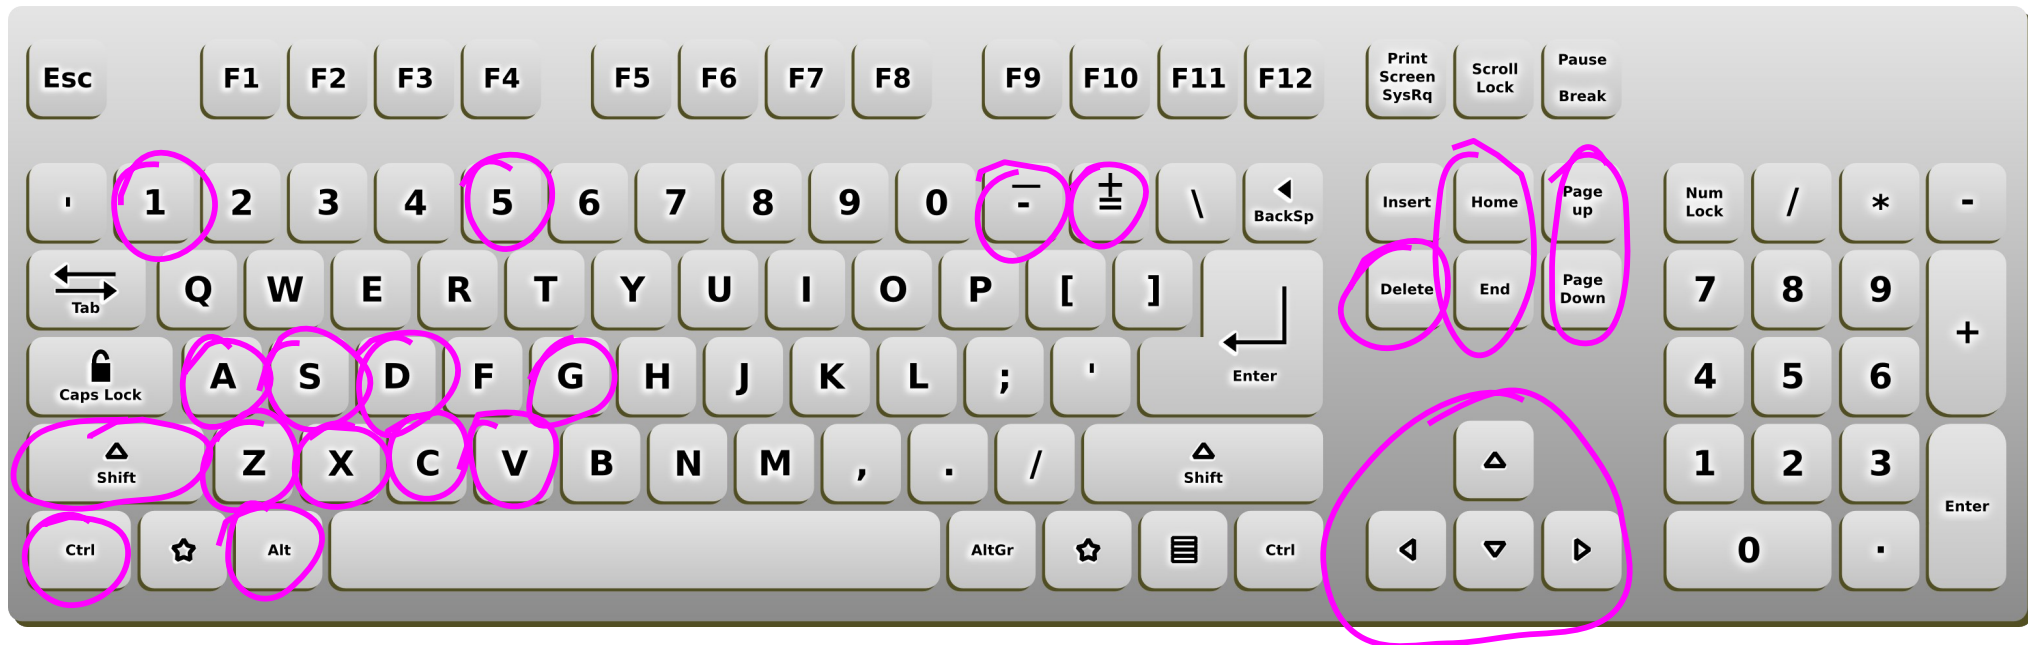 Esc F1 F2 F3 F4 F5 F6 F7 F8 F9 F10 F11 F12 Print Screen SysRq Scroll Lock Pause Break
' 1 2 3 4 5 6 7 8 9 0 - ± = \ BackSp Insert Home Page up Num Lock / * -
Tab Q W E R T Y U I O P [ ] Enter Delete End Page Down 7 8 9 +
Caps Lock A S D F G H J K L ; ' 4 5 6
Shift Z X C V B N M , . / Shift 1 2 3 Enter
Ctrl Alt AltGr Ctrl 0 .